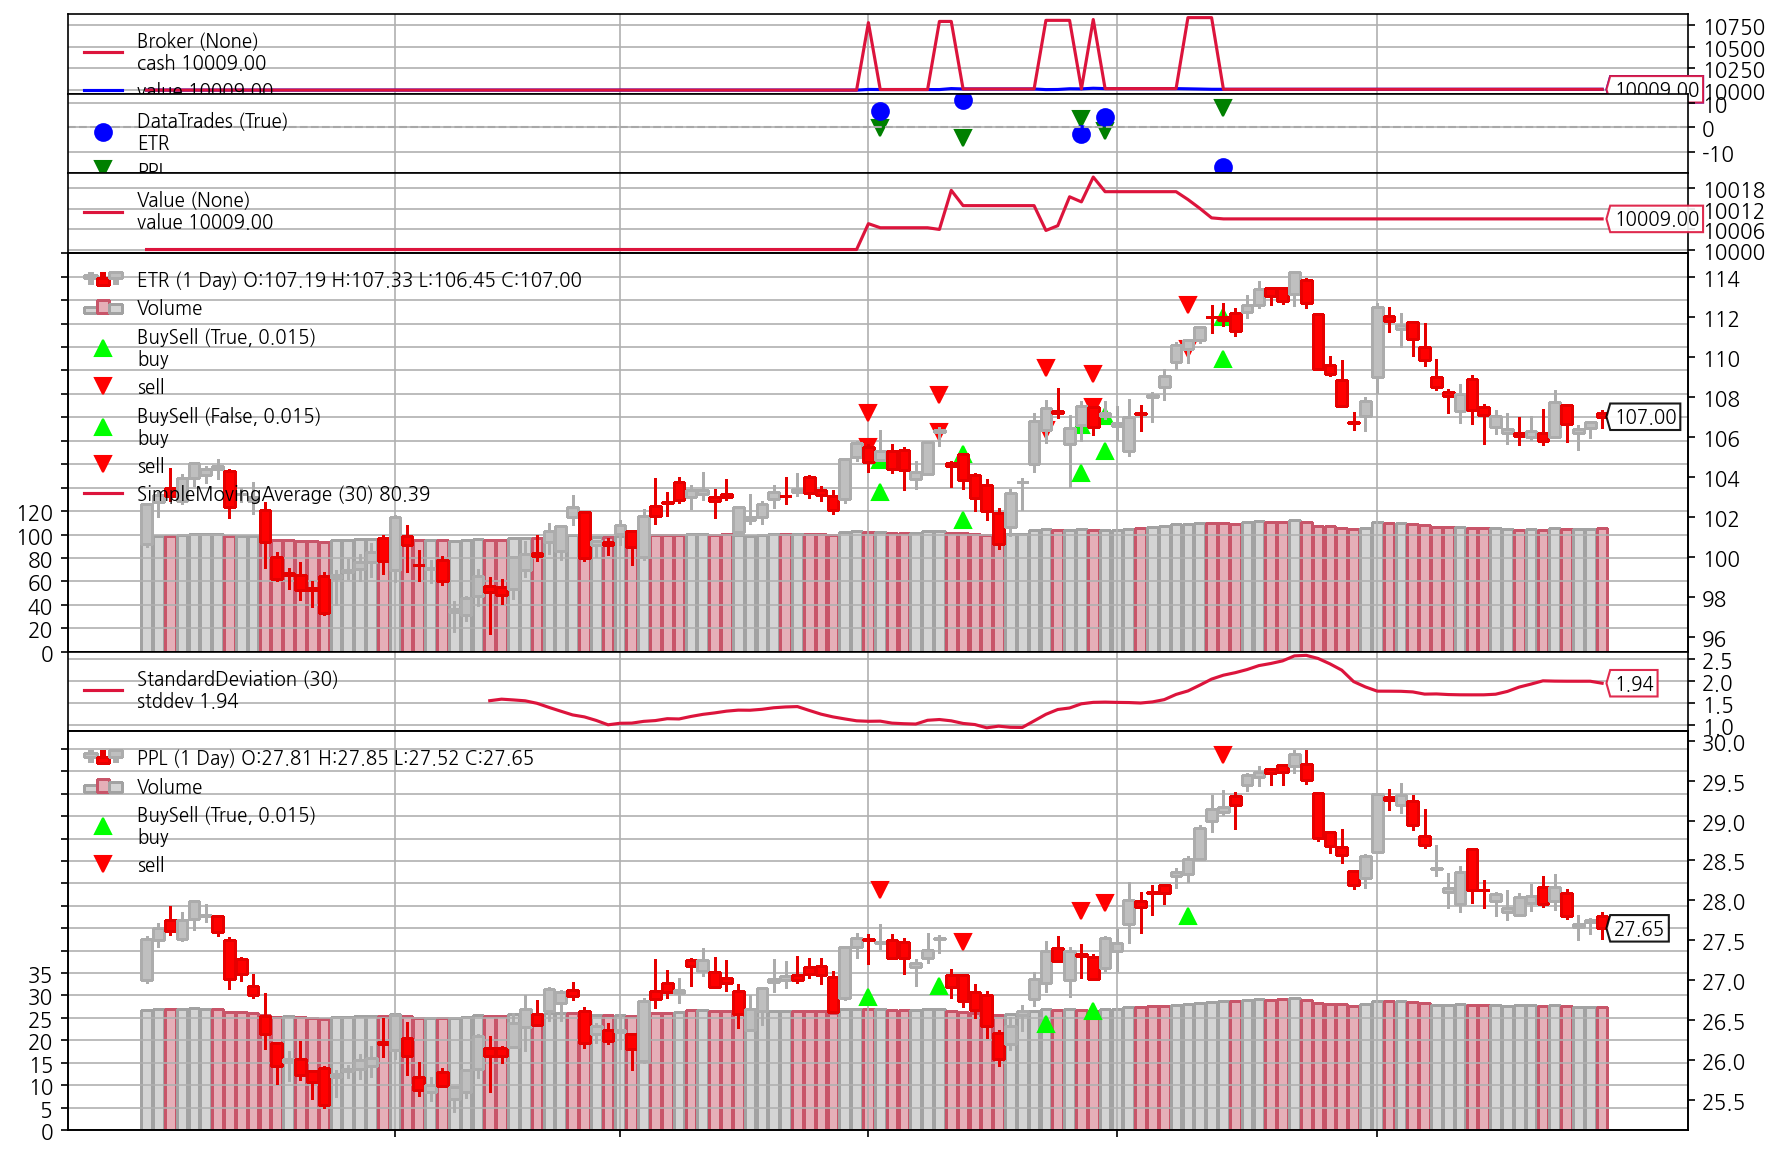 Broker (None)
cash 10009.00
value 10009.00
10750
10500
10250
10000
10009.00
DataTrades (True)
ETR
PPL
10
0
-10
Value (None)
value 10009.00
10018
10012
10006
10000
10009.00
ETR (1 Day) O:107.19 H:107.33 L:106.45 C:107.00
Volume
BuySell (True, 0.015)
buy
sell
BuySell (False, 0.015)
buy
sell
SimpleMovingAverage (30) 80.39
120
100
80
60
40
20
0
114
112
110
108
106
104
102
100
98
96
107.00
StandardDeviation (30)
stddev 1.94
2.5
2.0
1.5
1.0
1.94
PPL (1 Day) O:27.81 H:27.85 L:27.52 C:27.65
Volume
BuySell (True, 0.015)
buy
sell
35
30
25
20
15
10
5
0
30.0
29.5
29.0
28.5
28.0
27.5
27.0
26.5
26.0
25.5
27.65